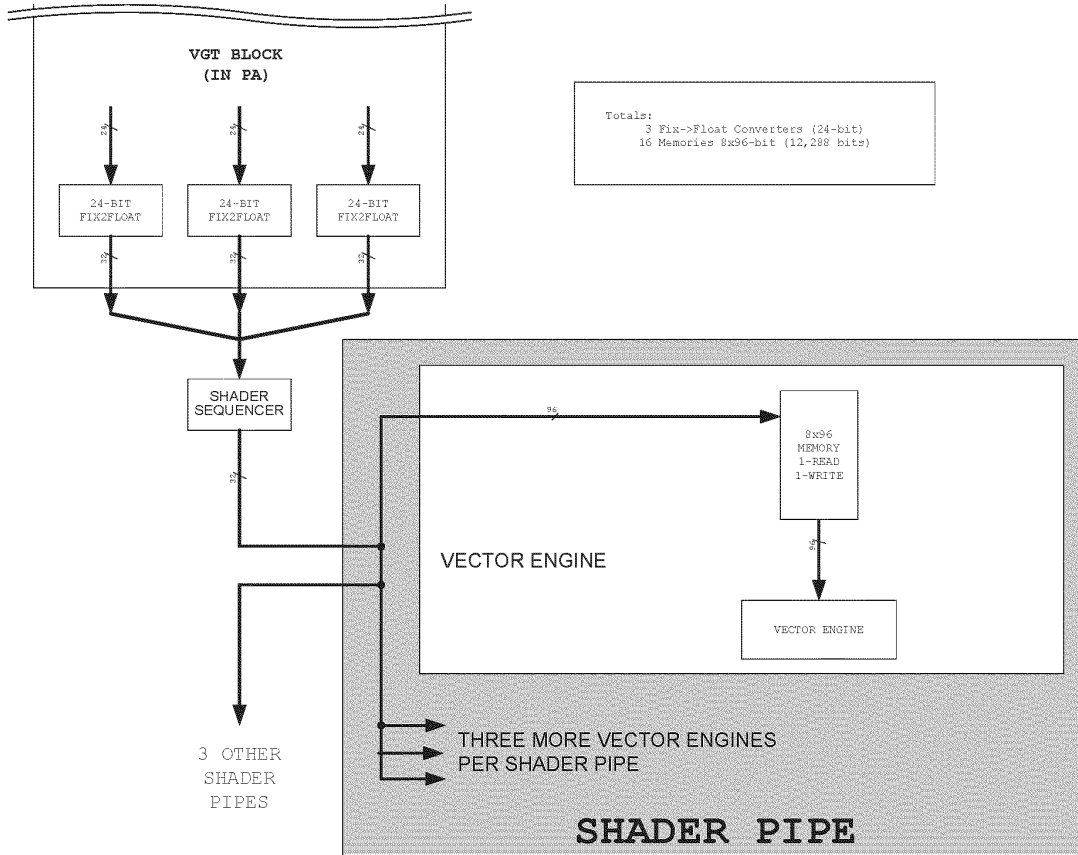 VGT BLOCK
(IN PA)
Totals:
3 Fix->Float Converters (24-bit)
16 Memories 8x96-bit (12,288 bits)
24
24
24
24-BIT
FIX2FLOAT
24-BIT
FIX2FLOAT
24-BIT
FIX2FLOAT
32
32
32
SHADER
SEQUENCER
32
96
8x96
MEMORY
1-READ
1-WRITE
96
VECTOR ENGINE
VECTOR ENGINE
3 OTHER
SHADER
PIPES
THREE MORE VECTOR ENGINES
PER SHADER PIPE
SHADER PIPE